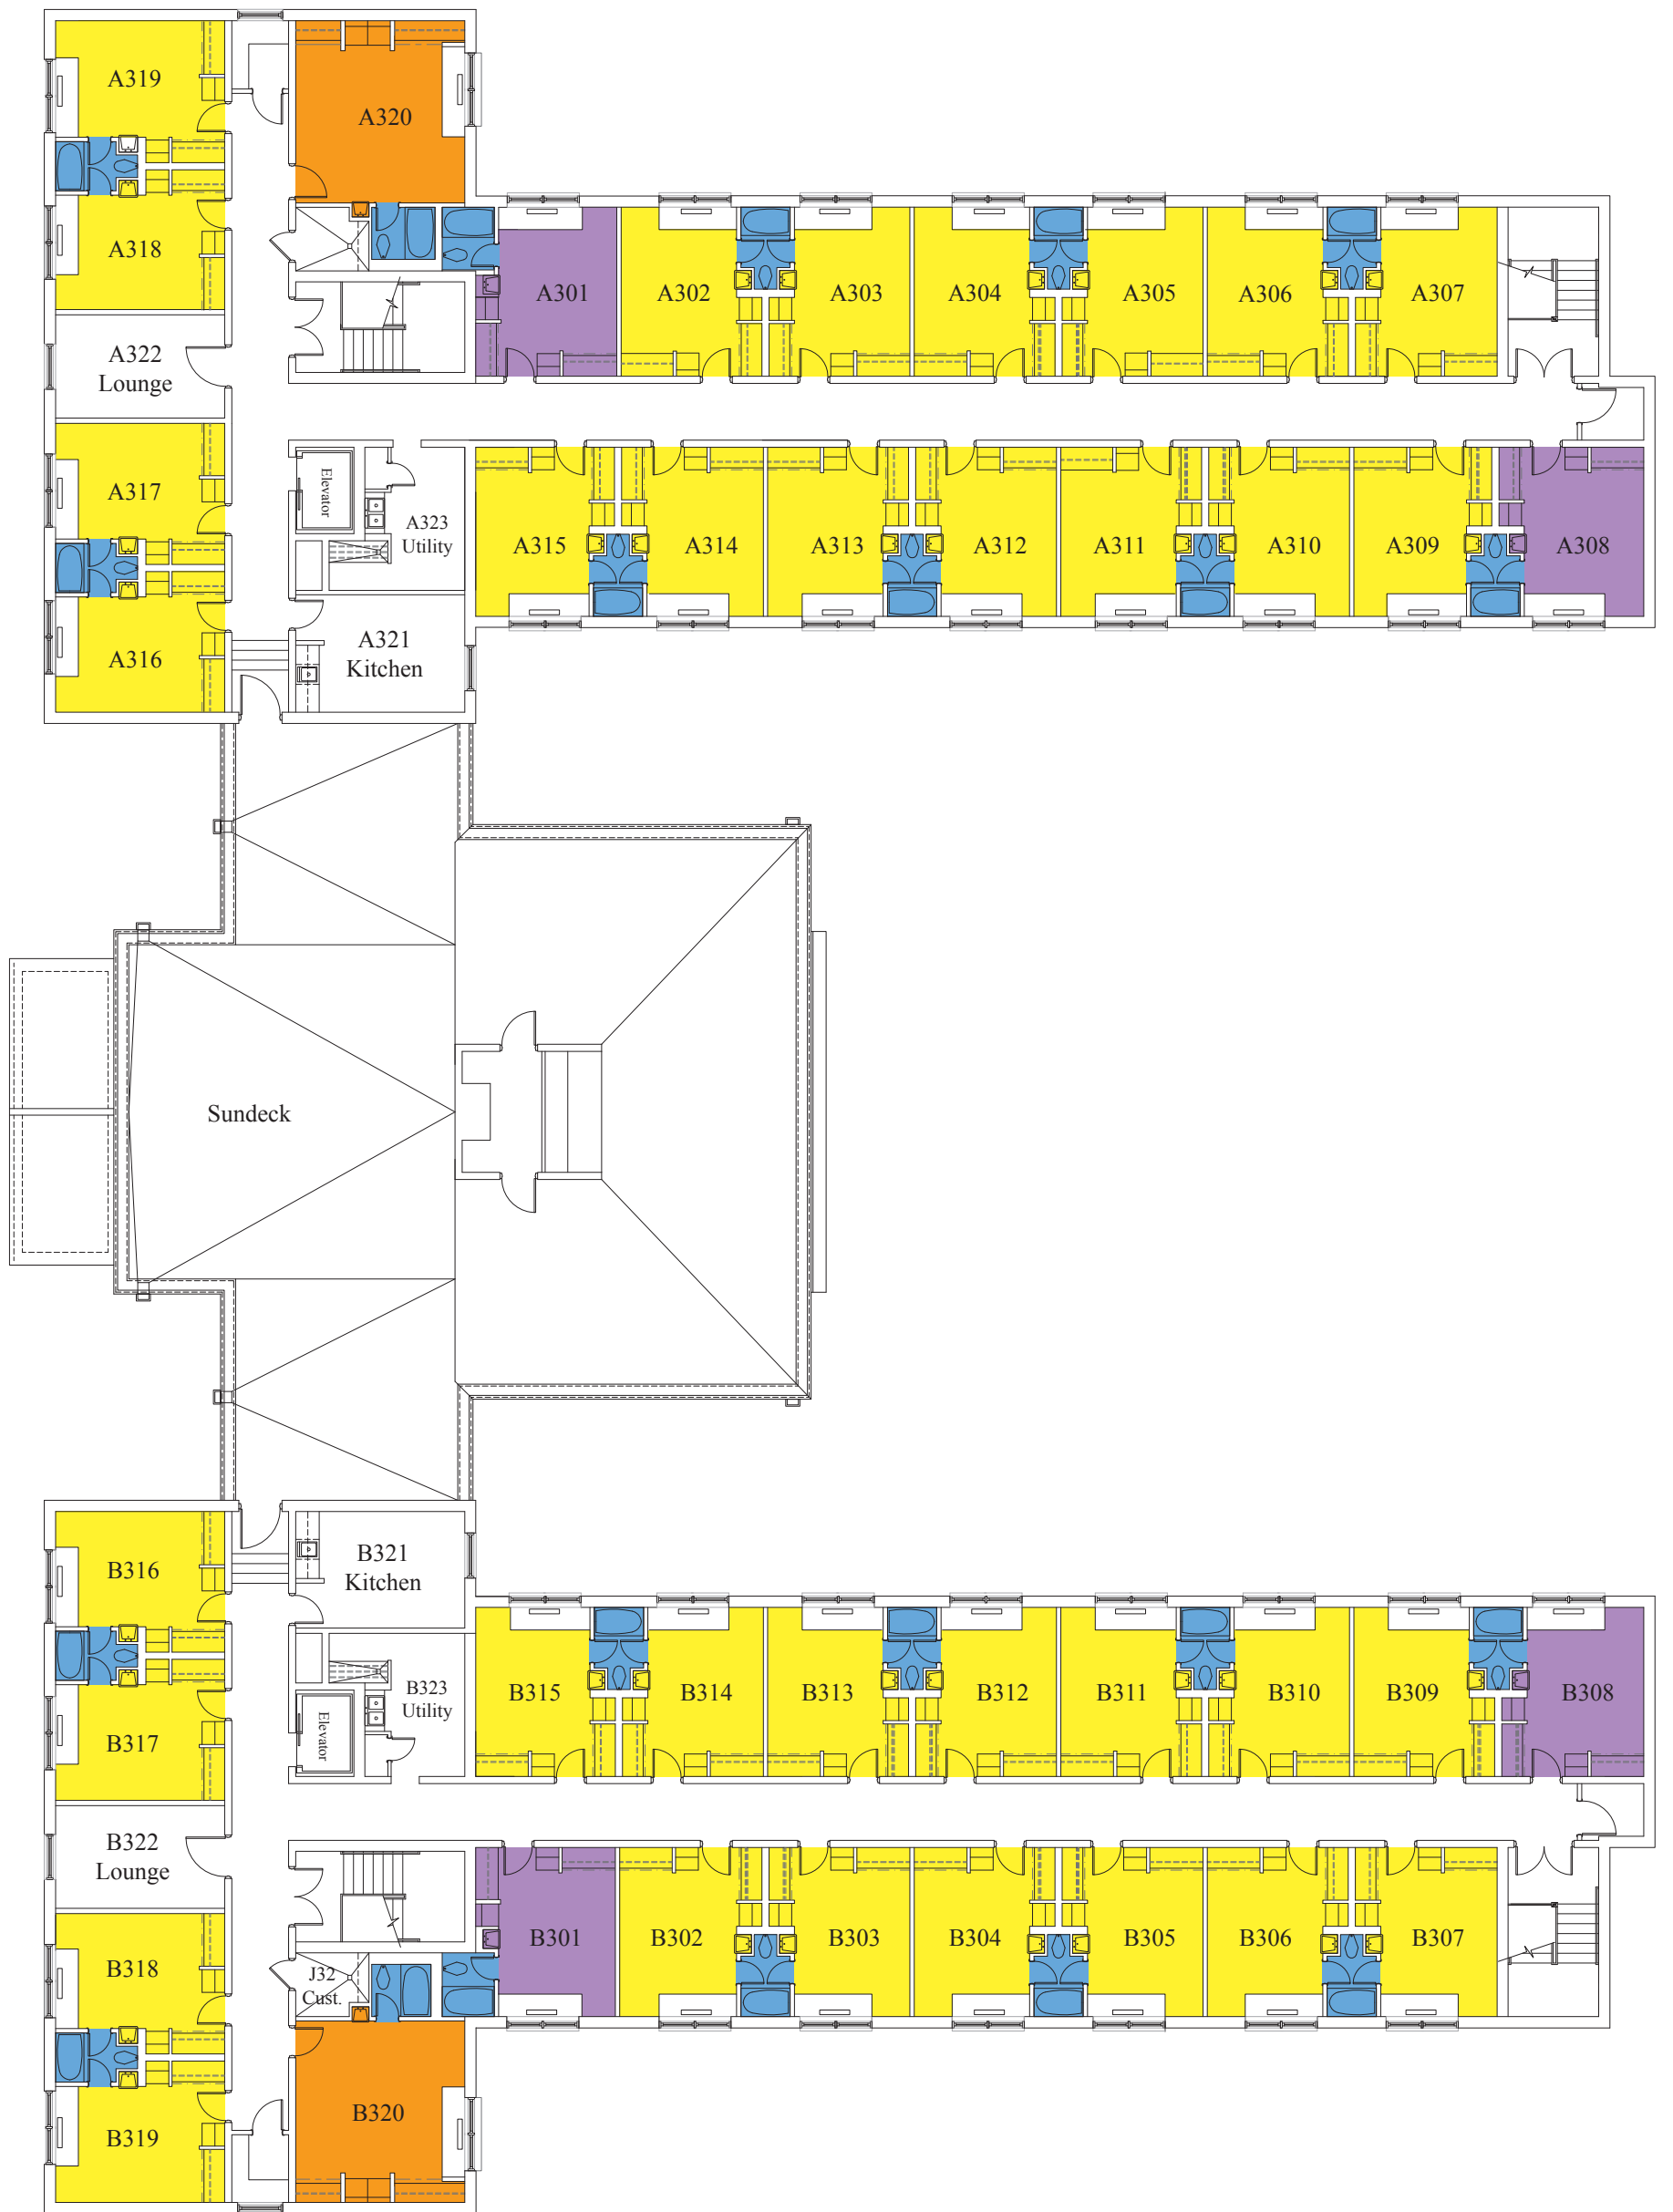 A319
A320
A318
A301
A302
A303
A304
A305
A306
A307
A322
Lounge
A317
Elevator
A323
Utility
A315
A314
A313
A312
A311
A310
A309
A308
A316
A321
Kitchen
Sundeck
B316
B321
Kitchen
B317
Elevator
B323
Utility
B315
B314
B313
B312
B311
B310
B309
B308
B322
Lounge
B318
J32
Cust.
B301
B302
B303
B304
B305
B306
B307
B319
B320